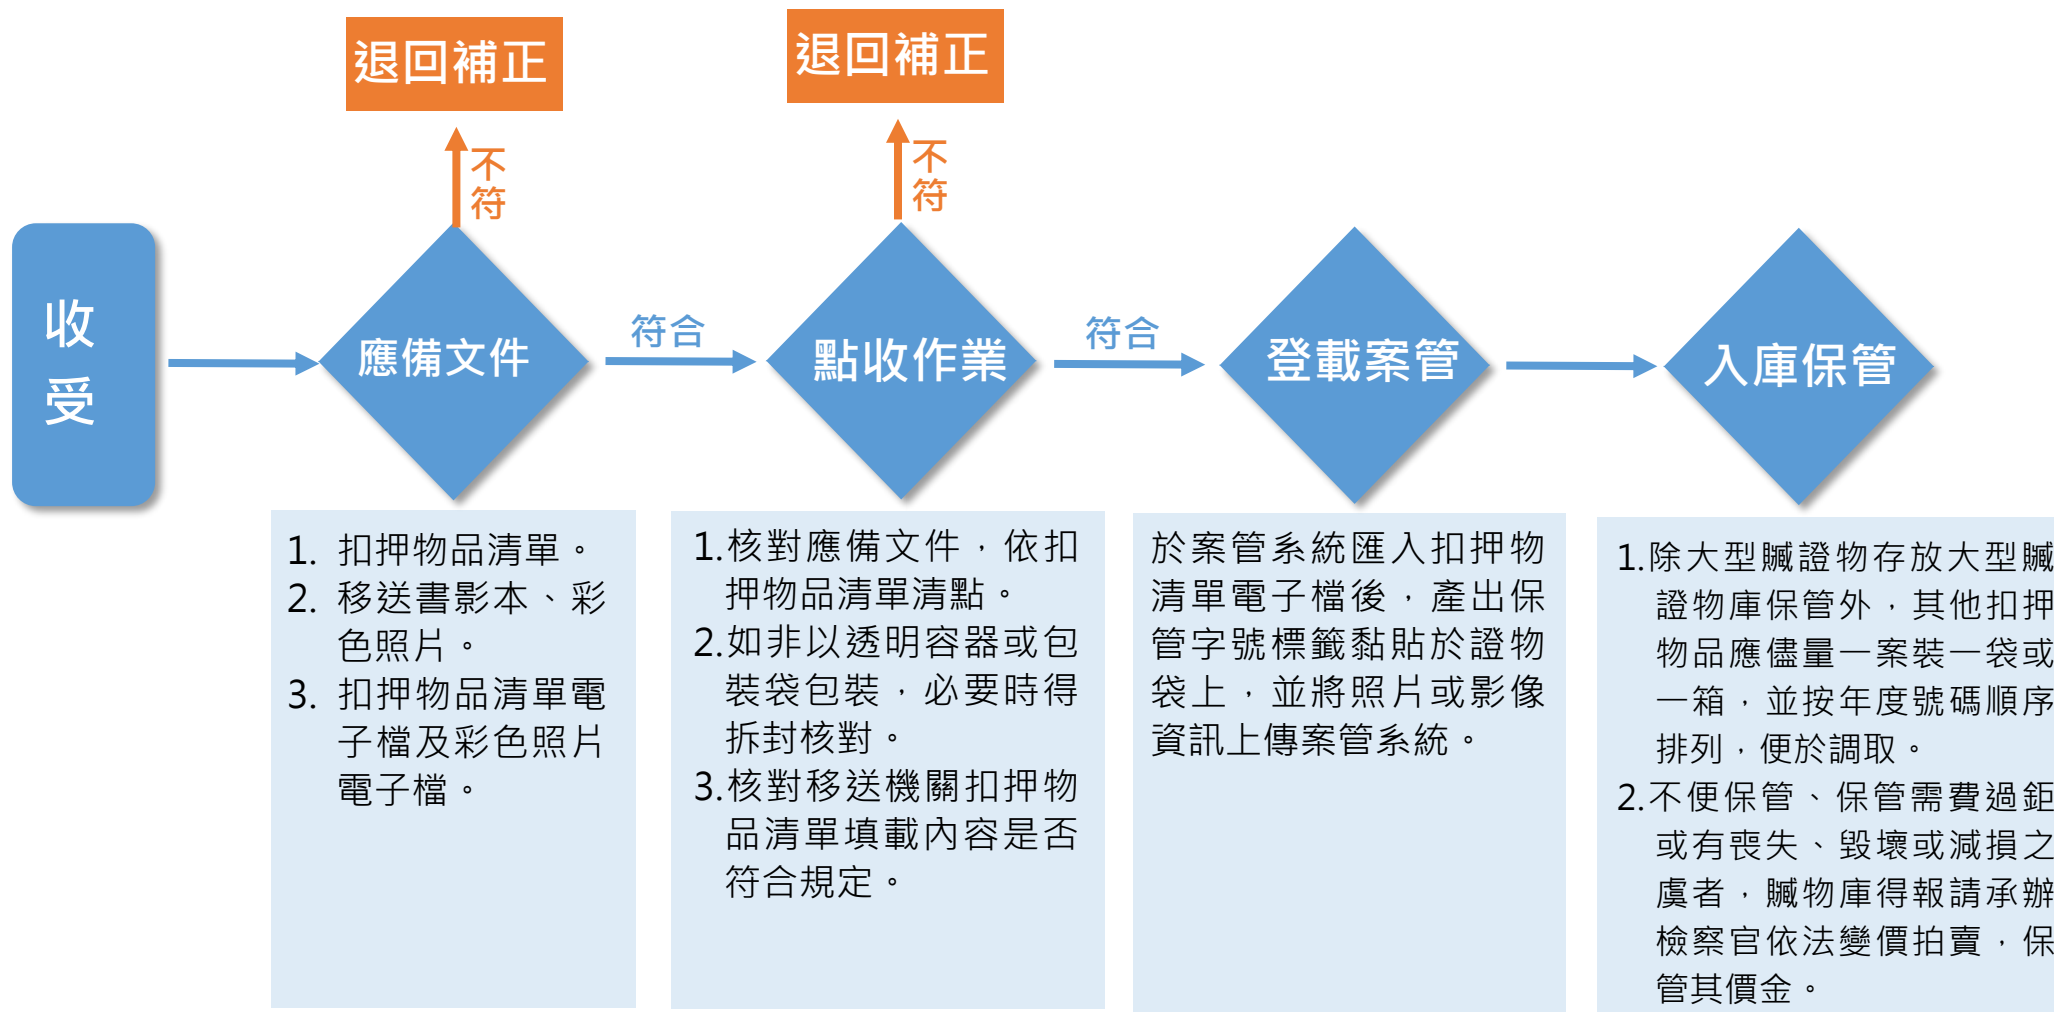 退回補正
退回補正
不
符
不
符
收
受
應備文件
符合
點收作業
符合
登載案管
入庫保管
1. 扣押物品清單。
2. 移送書影本、彩
色照片。
3. 扣押物品清單電
子檔及彩色照片
電子檔。
1.核對應備文件，依扣
押物品清單清點。
2.如非以透明容器或包
裝袋包裝，必要時得
拆封核對。
3.核對移送機關扣押物
品清單填載內容是否
符合規定。
於案管系統匯入扣押物
清單電子檔後，產出保
管字號標籤黏貼於證物
袋上，並將照片或影像
資訊上傳案管系統。
1.除大型贓證物存放大型贓
證物庫保管外，其他扣押
物品應儘量一案裝一袋或
一箱，並按年度號碼順序
排列，便於調取。
2.不便保管、保管需費過鉅
或有喪失、毀壞或減損之
虞者，贓物庫得報請承辦
檢察官依法變價拍賣，保
管其價金。